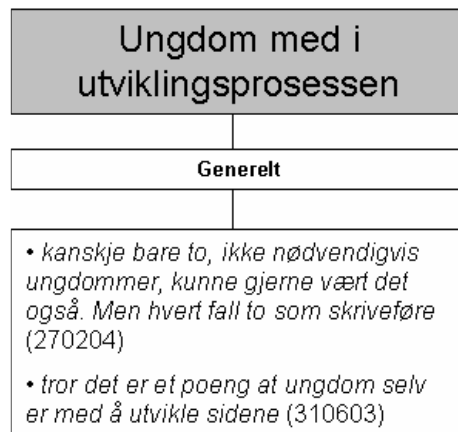 Ungdom med i
utviklingsprosessen
Generelt
• kanskje bare to, ikke nødvendigvis
ungdommer, kunne gjerne vært det
også. Men hvert fall to som skriveføre
(270204)
• tror det er et poeng at ungdom selv
er med å utvikle sidene (310603)